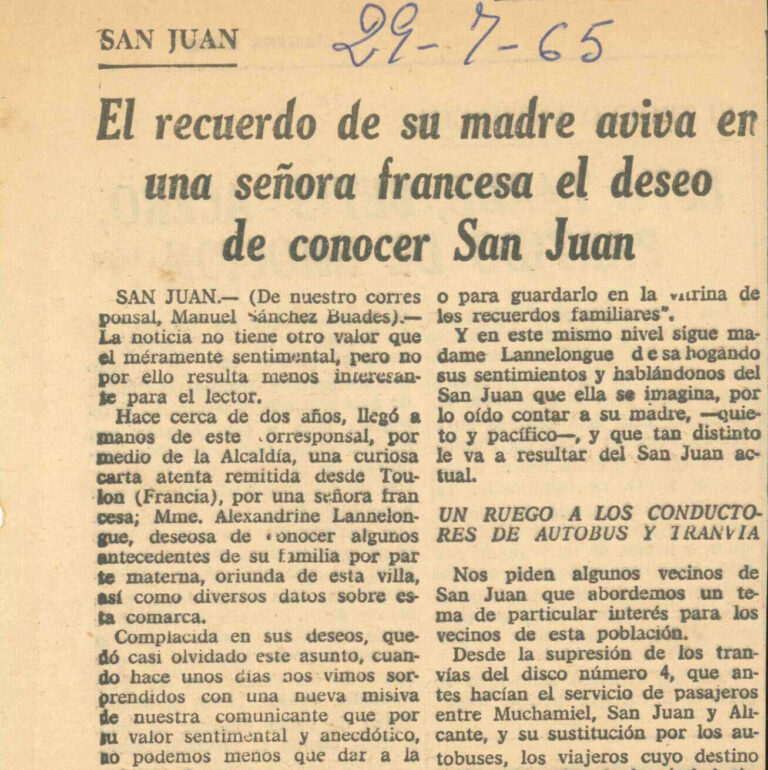 SAN JUAN
29-7-65
El recuerdo de su madre aviva en
una señora francesa el deseo
de conocer San Juan
SAN JUAN.— (De nuestro corres
ponsal, Manuel Sánchez Buades).—
La noticia no tiene otro valor que
el méramente sentimental, pero no
por ello resulta menos interesan-
te para el lector.
Hace cerca de dos años, llegó a
manos de este corresponsal, por
medio de la Alcaldía, una curiosa
carta atenta remitida desde Tou-
lon (Francia), por una señora fran
cesa; Mme. Alexandrine Lannelon-
gue, deseosa de conocer algunos
antecedentes de su familia por par
te materna, oriunda de esta villa,
así como diversos datos sobre es-
ta comarca.
Complacida en sus deseos, que-
dó casi olvidado este asunto, cuan-
do hace unos días nos vimos sor-
prendidos con una nueva misiva
de nuestra comunicante que por
su valor sentimental y anecdótico,
no podemos menos que dar a la
o para guardarlo en la vitrina de
los recuerdos familiares".
Y en este mismo nivel sigue ma-
dame Lannelongue desahogando
sus sentimientos y hablándonos del
San Juan que ella se imagina, por
lo oído contar a su madre, —quie-
to y pacífico—, y que tan distinto
le va a resultar del San Juan ac-
tual.
UN RUEGO A LOS CONDUCTO-
RES DE AUTOBUS Y TRANVIA
Nos piden algunos vecinos de
San Juan que abordemos un te-
ma de particular interés para los
vecinos de esta población.
Desde la supresión de los tran-
vías del disco número 4, que an-
tes hacían el servicio de pasajeros
entre Muchamiel, San Juan y Ali-
cante, y su sustitución por los au-
tobuses, los viajeros cuyo destino